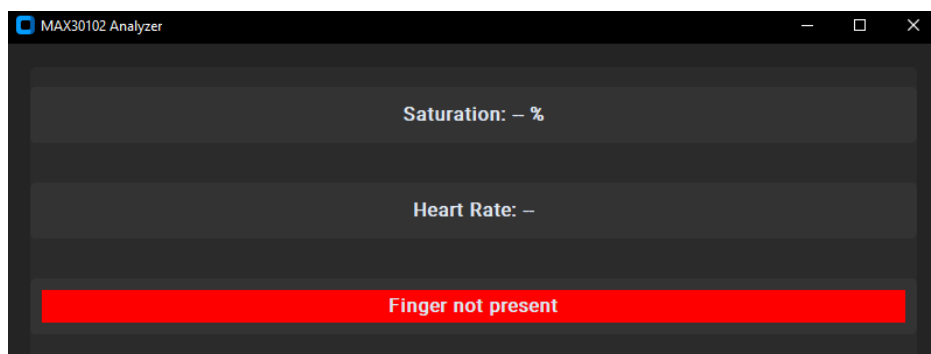 MAX30102 Analyzer
Saturation: -- %
Heart Rate: --
Finger not present